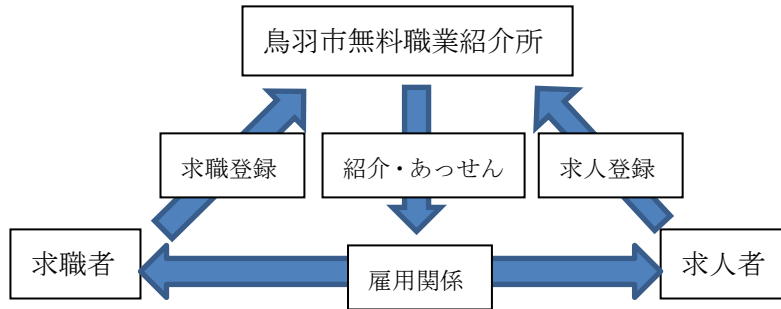 鳥羽市無料職業紹介所
求職登録
紹介・あっせん
求人登録
求職者
雇用関係
求人者